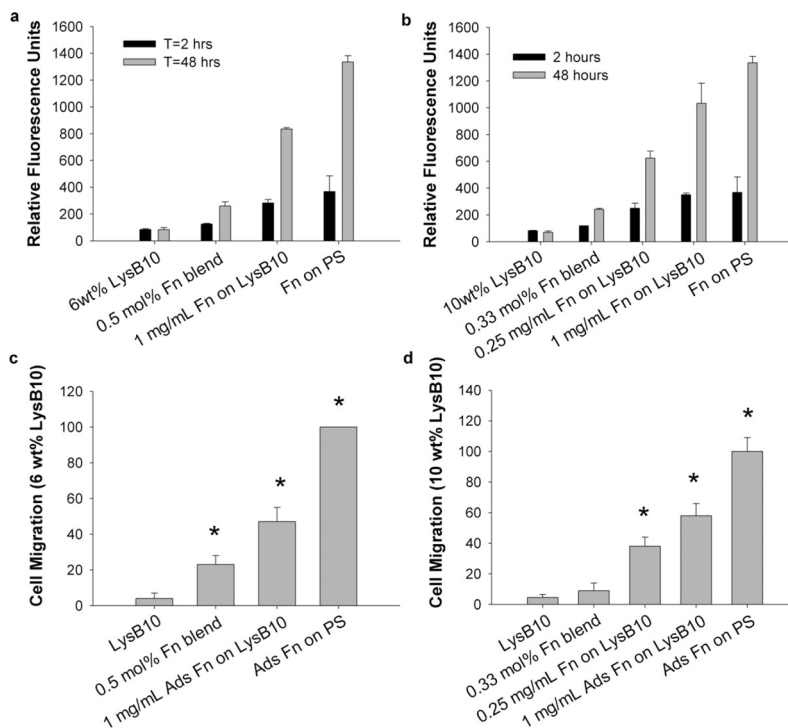 a
Relative Fluorescence Units
1600
1400
1200
1000
800
600
400
200
0
T=2 hrs
T=48 hrs
6wt% LysB10
0.5 mol% Fn blend
1 mg/mL Fn on LysB10
Fn on PS
b
Relative Fluorescence Units
1600
1400
1200
1000
800
600
400
200
0
2 hours
48 hours
10wt% LysB10
0.33 mol% Fn blend
0.25 mg/mL Fn on LysB10
1 mg/mL Fn on LysB10
Fn on PS
c
Cell Migration (6 wt% LysB10)
120
100
80
60
40
20
0
*
*
*
LysB10
0.5 mol% Fn blend
1 mg/mL Ads Fn on LysB10
Ads Fn on PS
d
Cell Migration (10 wt% LysB10)
140
120
100
80
60
40
20
0
*
*
*
LysB10
0.33 mol% Fn blend
0.25 mg/mL Fn on LysB10
1 mg/mL Ads Fn on LysB10
Ads Fn on PS